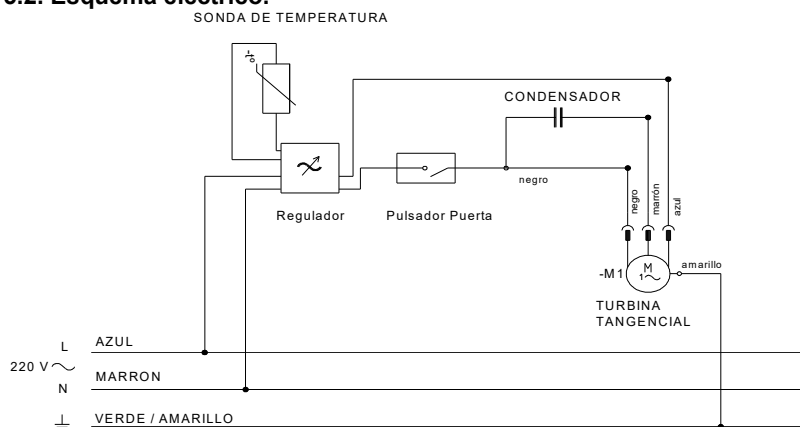 5.2. Esquema eléctrico.
SONDA DE TEMPERATURA
-t°
CONDENSADOR
negro
negro
marrón
azul
Regulador
Pulsador Puerta
-M1
M
1
amarillo
TURBINA
TANGENCIAL
L
AZUL
220 V
N
MARRON
VERDE / AMARILLO